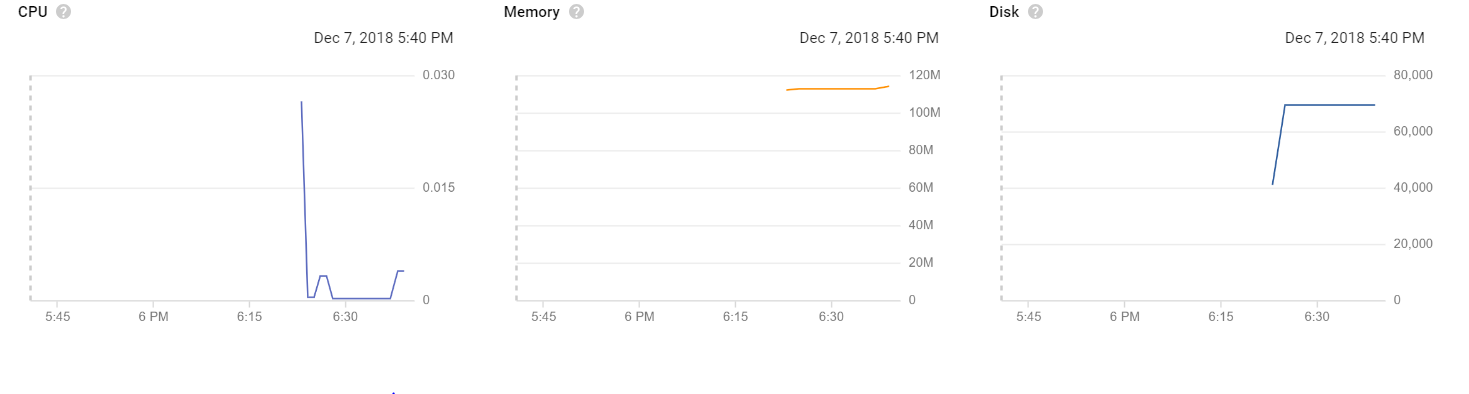 CPU ?
Dec 7, 2018 5:40 PM
0.030
0.015
0
5:45 6 PM 6:15 6:30
Memory ?
Dec 7, 2018 5:40 PM
120M
100M
80M
60M
40M
20M
0
5:45 6 PM 6:15 6:30
Disk ?
Dec 7, 2018 5:40 PM
80,000
60,000
40,000
20,000
0
5:45 6 PM 6:15 6:30